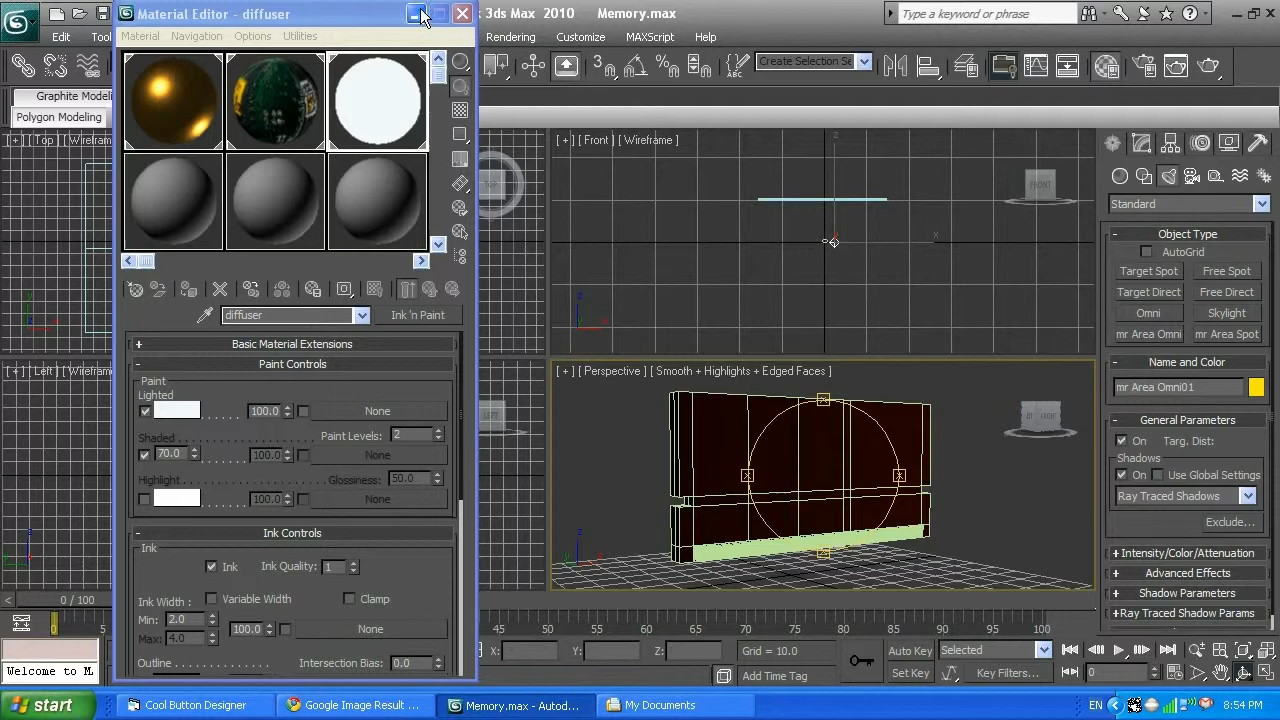 Material Editor - diffuser
3ds Max 2010
Memory.max
Type a keyword or phrase
Material Navigation Options Utilities
Edit
Rendering Customize MAXScript Help
Create Selection Se
Graphite Modeli
Polygon Modeling
[ + ] [ Top ] [ Wirefram
TOP
[ + ] [ Front ] [ Wireframe ]
FRONT
Standard
Object Type
AutoGrid
Target Spot Free Spot
Target Direct Free Direct
Omni Skylight
mr Area Omni mr Area Spot
diffuser
Ink 'n Paint
Basic Material Extensions
Paint Controls
Paint
Lighted
100.0 None
Shaded
Paint Levels: 2
70.0 100.0 None
Highlight
Glossiness: 50.0
100.0 None
Ink Controls
Ink
Ink Ink Quality: 1
Ink Width: Variable Width Clamp
Min: 2.0
100.0 None
Max: 4.0
Outline
Intersection Bias: 0.0
[ + ] [ Left ] [ Wirefram
LEFT
[ + ] [ Perspective ] [ Smooth + Highlights + Edged Faces ]
FRONT
Name and Color
mr Area Omni01
General Parameters
On Targ. Dist:
Shadows
On Use Global Settings
Ray Traced Shadows
Exclude...
Intensity/Color/Attenuation
Advanced Effects
Shadow Parameters
Ray Traced Shadow Params
0 / 100
0 5
45 50 55 60 65 70 75 80 85 90 95 100
X: Y: Z: Grid = 10.0
Auto Key Selected
Welcome to M.
Add Time Tag
Set Key Key Filters...
0
start
Cool Button Designer
Google Image Result ...
Memory.max - Autod...
My Documents
EN
8:54 PM